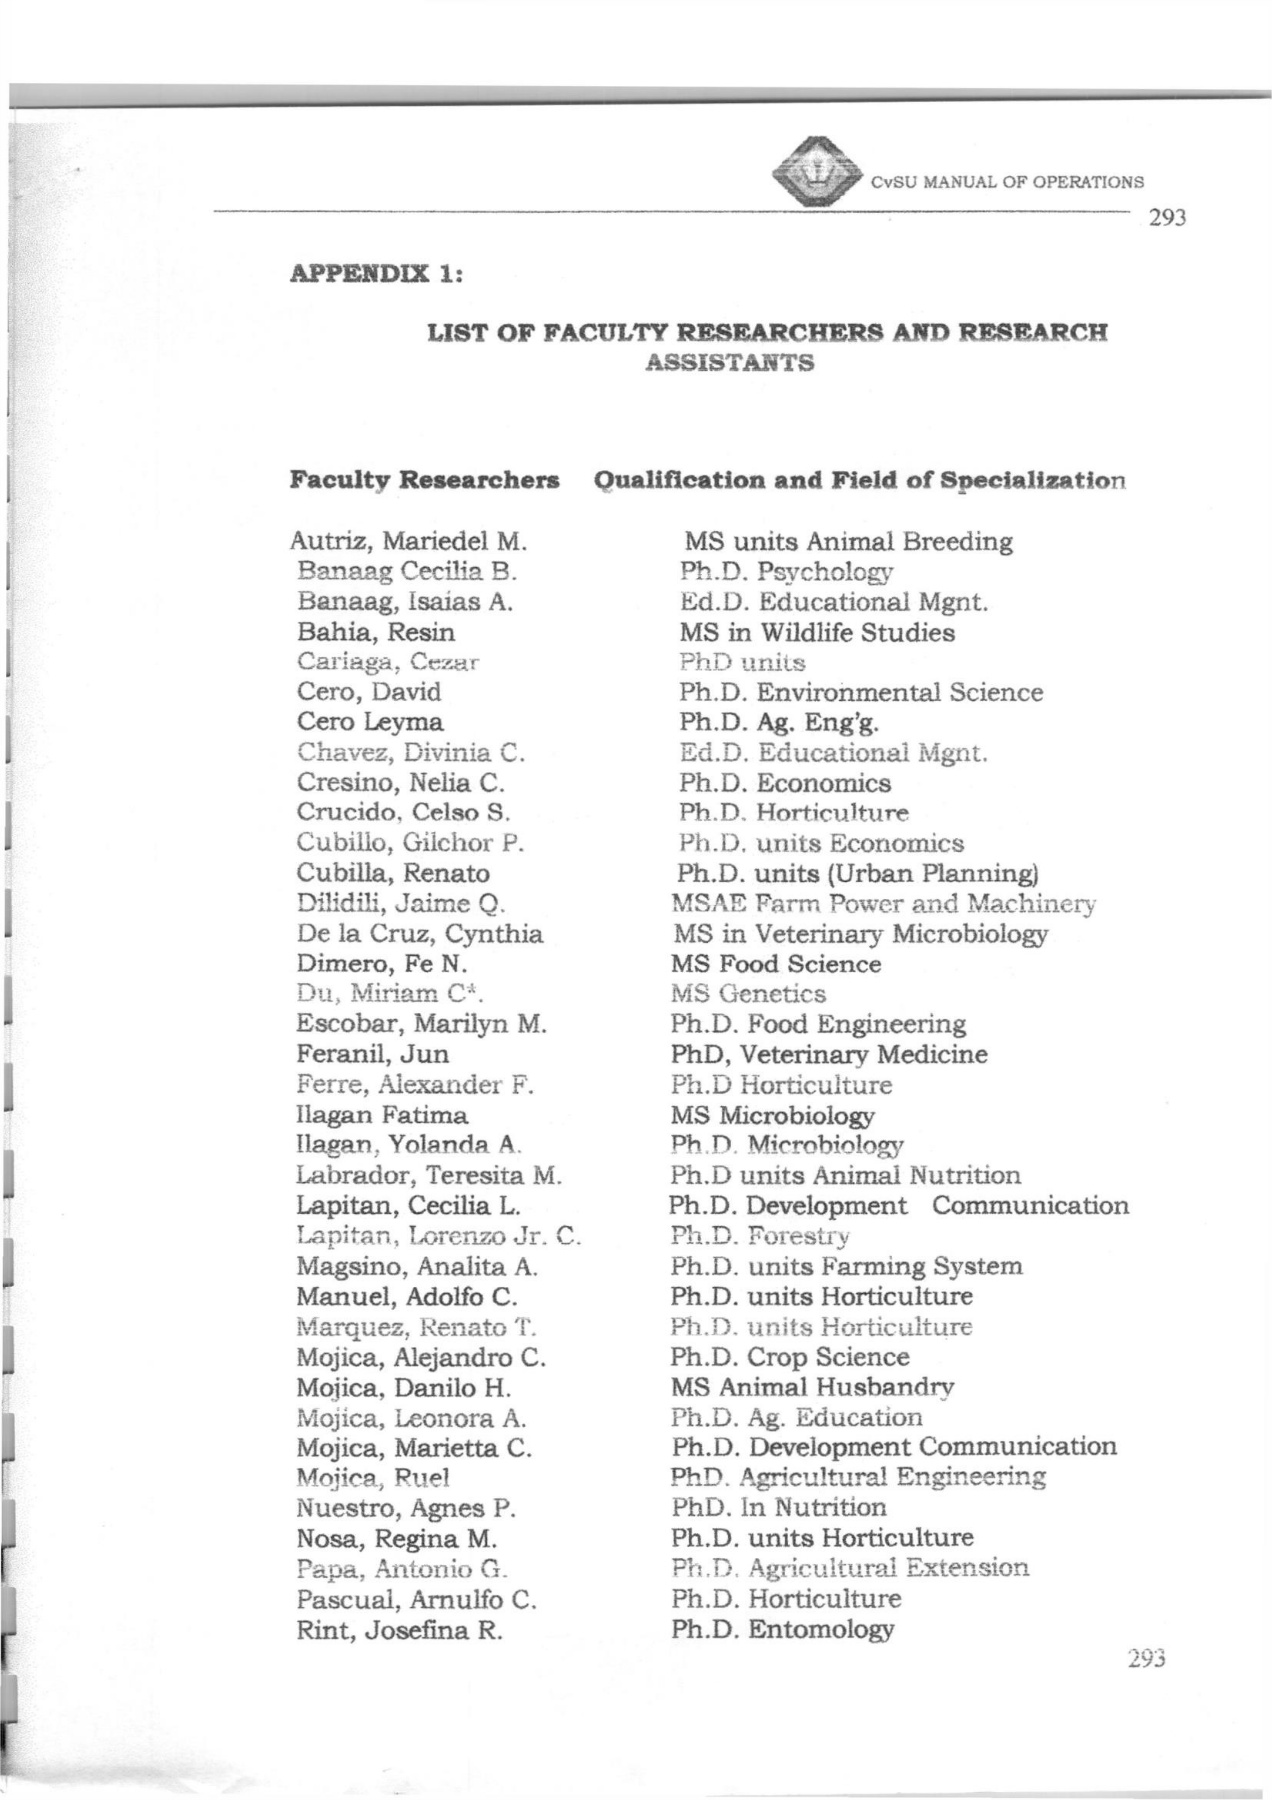 CvSU MANUAL OF OPERATIONS
293
APPENDIX 1:
LIST OF FACULTY RESEARCHERS AND RESEARCH
ASSISTANTS
Faculty Researchers Qualification and Field of Specialization
Autriz, Mariedel M. MS units Animal Breeding
Banaag Cecilia B. Ph.D. Psychology
Banaag, Isaias A. Ed.D. Educational Mgnt.
Bahia, Resin MS in Wildlife Studies
Cariaga, Cezar PhD units
Cero, David Ph.D. Environmental Science
Cero Leyma Ph.D. Ag. Eng'g.
Chavez, Divinia C. Ed.D. Educational Mgnt.
Cresino, Nelia C. Ph.D. Economics
Crucido, Celso S. Ph.D. Horticulture
Cubillo, Gilchor P. Ph.D. units Economics
Cubilla, Renato Ph.D. units (Urban Planning)
Dilidili, Jaime Q. MSAE Farm Power and Machinery
De la Cruz, Cynthia MS in Veterinary Microbiology
Dimero, Fe N. MS Food Science
Du, Miriam C*. MS Genetics
Escobar, Marilyn M. Ph.D. Food Engineering
Feranil, Jun PhD, Veterinary Medicine
Ferre, Alexander F. Ph.D Horticulture
Ilagan Fatima MS Microbiology
Ilagan, Yolanda A. Ph.D. Microbiology
Labrador, Teresita M. Ph.D units Animal Nutrition
Lapitan, Cecilia L. Ph.D. Development Communication
Lapitan, Lorenzo Jr. C. Ph.D. Forestry
Magsino, Analita A. Ph.D. units Farming System
Manuel, Adolfo C. Ph.D. units Horticulture
Marquez, Renato T. Ph.D. units Horticulture
Mojica, Alejandro C. Ph.D. Crop Science
Mojica, Danilo H. MS Animal Husbandry
Mojica, Leonora A. Ph.D. Ag. Education
Mojica, Marietta C. Ph.D. Development Communication
Mojica, Ruel PhD. Agricultural Engineering
Nuestro, Agnes P. PhD. In Nutrition
Nosa, Regina M. Ph.D. units Horticulture
Papa, Antonio G. Ph.D. Agricultural Extension
Pascual, Arnulfo C. Ph.D. Horticulture
Rint, Josefina R. Ph.D. Entomology
293